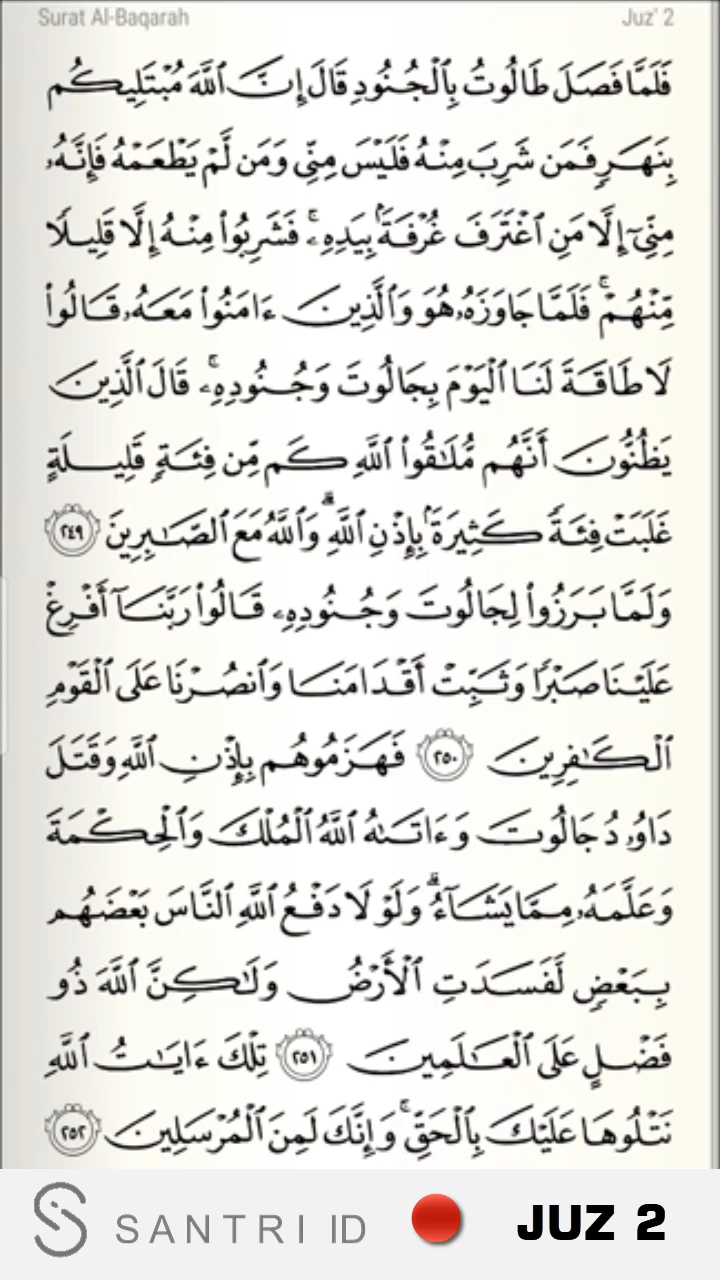 Surat Al-Baqarah Juz' 2
فَلَمَّا فَصَلَ طَالُوتُ بِٱلْجُنُودِ قَالَ إِنَّ ٱللَّهَ مُبْتَلِيكُم
بِنَهَرٍ فَمَن شَرِبَ مِنْهُ فَلَيْسَ مِنِّي وَمَن لَّمْ يَطْعَمْهُ فَإِنَّهُۥ
مِنِّيٓ إِلَّا مَنِ ٱغْتَرَفَ غُرْفَةًۢ بِيَدِهِۦۚ فَشَرِبُوا۟ مِنْهُ إِلَّا قَلِيلًا
مِّنْهُمْۚ فَلَمَّا جَاوَزَهُۥ هُوَ وَٱلَّذِينَ ءَامَنُوا۟ مَعَهُۥ قَالُوا۟
لَا طَاقَةَ لَنَا ٱلْيَوْمَ بِجَالُوتَ وَجُنُودِهِۦۚ قَالَ ٱلَّذِينَ
يَظُنُّونَ أَنَّهُم مُّلَٰقُوا۟ ٱللَّهِ كَم مِّن فِئَةٍ قَلِيلَةٍ
غَلَبَتْ فِئَةً كَثِيرَةًۢ بِإِذْنِ ٱللَّهِۗ وَٱللَّهُ مَعَ ٱلصَّٰبِرِينَ ٢٤٩
وَلَمَّا بَرَزُوا۟ لِجَالُوتَ وَجُنُودِهِۦ قَالُوا۟ رَبَّنَآ أَفْرِغْ
عَلَيْنَا صَبْرًا وَثَبِّتْ أَقْدَامَنَا وَٱنصُرْنَا عَلَى ٱلْقَوْمِ
ٱلْكَٰفِرِينَ ٢٥٠ فَهَزَمُوهُم بِإِذْنِ ٱللَّهِ وَقَتَلَ
دَاوُۥدُ جَالُوتَ وَءَاتَىٰهُ ٱللَّهُ ٱلْمُلْكَ وَٱلْحِكْمَةَ
وَعَلَّمَهُۥ مِمَّا يَشَآءُۗ وَلَوْلَا دَفْعُ ٱللَّهِ ٱلنَّاسَ بَعْضَهُم
بِبَعْضٍ لَّفَسَدَتِ ٱلْأَرْضُ وَلَٰكِنَّ ٱللَّهَ ذُو
فَضْلٍ عَلَى ٱلْعَٰلَمِينَ ٢٥١ تِلْكَ ءَايَٰتُ ٱللَّهِ
نَتْلُوهَا عَلَيْكَ بِٱلْحَقِّۚ وَإِنَّكَ لَمِنَ ٱلْمُرْسَلِينَ ٢٥٢
SANTRI ID JUZ 2